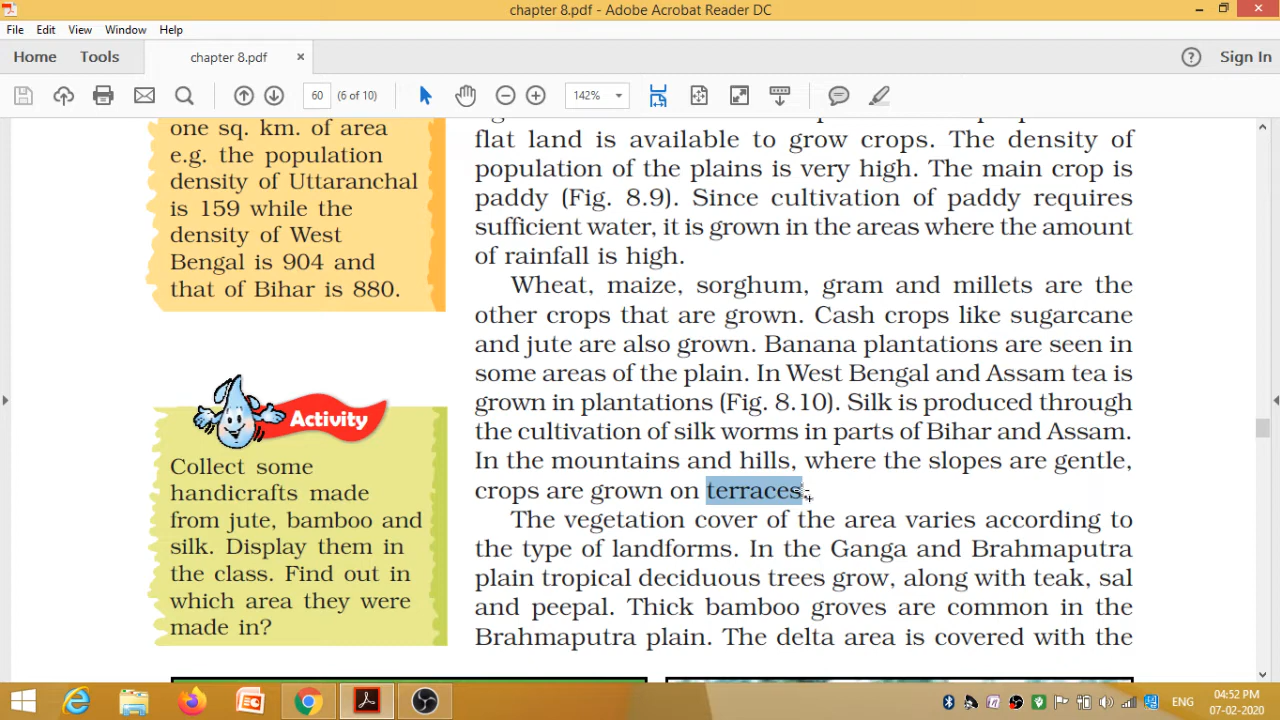 chapter 8.pdf - Adobe Acrobat Reader DC
File Edit View Window Help
Home Tools chapter 8.pdf × ? Sign In
60 (6 of 10) 142%
one sq. km. of area
e.g. the population
density of Uttaranchal
is 159 while the
density of West
Bengal is 904 and
that of Bihar is 880.
Activity
Collect some
handicrafts made
from jute, bamboo and
silk. Display them in
the class. Find out in
which area they were
made in?
flat land is available to grow crops. The density of
population of the plains is very high. The main crop is
paddy (Fig. 8.9). Since cultivation of paddy requires
sufficient water, it is grown in the areas where the amount
of rainfall is high.
Wheat, maize, sorghum, gram and millets are the
other crops that are grown. Cash crops like sugarcane
and jute are also grown. Banana plantations are seen in
some areas of the plain. In West Bengal and Assam tea is
grown in plantations (Fig. 8.10). Silk is produced through
the cultivation of silk worms in parts of Bihar and Assam.
In the mountains and hills, where the slopes are gentle,
crops are grown on terraces.
The vegetation cover of the area varies according to
the type of landforms. In the Ganga and Brahmaputra
plain tropical deciduous trees grow, along with teak, sal
and peepal. Thick bamboo groves are common in the
Brahmaputra plain. The delta area is covered with the
ENG
04:52 PM
07-02-2020